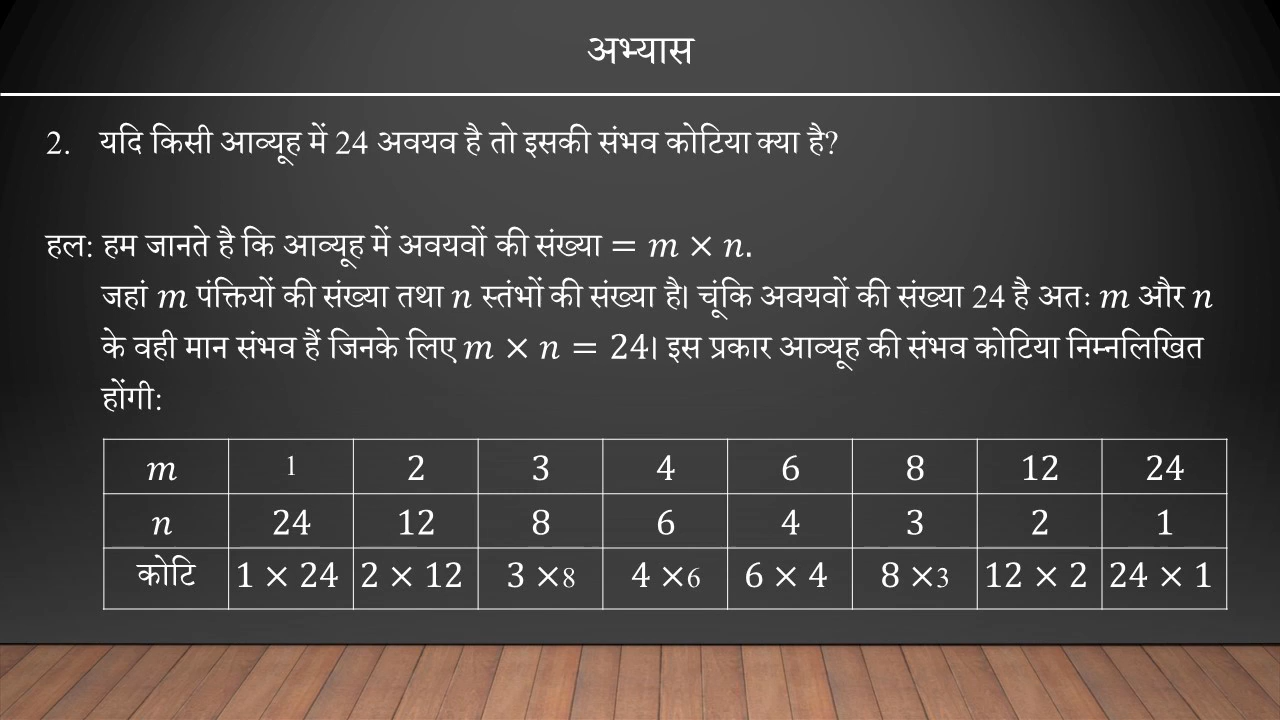 अभ्यास
2. यदि किसी आव्यूह में 24 अवयव है तो इसकी संभव कोटिया क्या है?
हल: हम जानते है कि आव्यूह में अवयवों की संख्या = m × n.
जहां m पंक्तियों की संख्या तथा n स्तंभों की संख्या है। चूंकि अवयवों की संख्या 24 है अतः m और n
के वही मान संभव हैं जिनके लिए m × n = 24। इस प्रकार आव्यूह की संभव कोटिया निम्नलिखित
होंगी:
m 1 2 3 4 6 8 12 24
n 24 12 8 6 4 3 2 1
कोटि 1 × 24 2 × 12 3 ×8 4 ×6 6 × 4 8 ×3 12 × 2 24 × 1